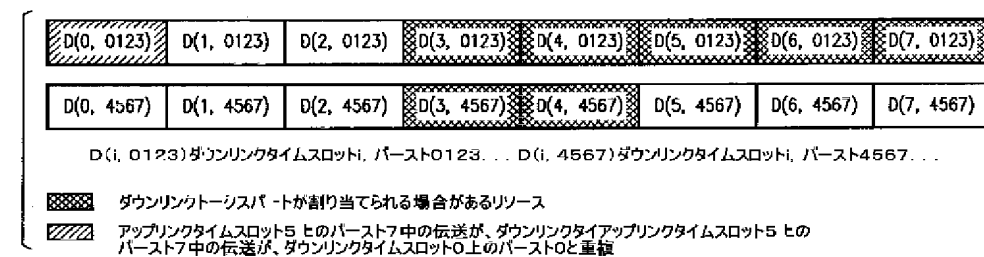 D(0, 0123) D(1, 0123) D(2, 0123) D(3, 0123) D(4, 0123) D(5, 0123) D(6, 0123) D(7, 0123)
D(0, 4567) D(1, 4567) D(2, 4567) D(3, 4567) D(4, 4567) D(5, 4567) D(6, 4567) D(7, 4567)
D(i, 0123)ダウンリンクタイムスロットi, バースト0123... D(i, 4567)ダウンリンクタイムスロットi, バースト4567...
ダウンリンクトーシスパートが割り当てられる場合があるリソース
アップリンクタイムスロット5 上のバースト7中の伝送が、ダウンリンクタイアップリンクタイムスロット5 上の
バースト7中の伝送が、ダウンリンクタイムスロット0上のバースト0と重複